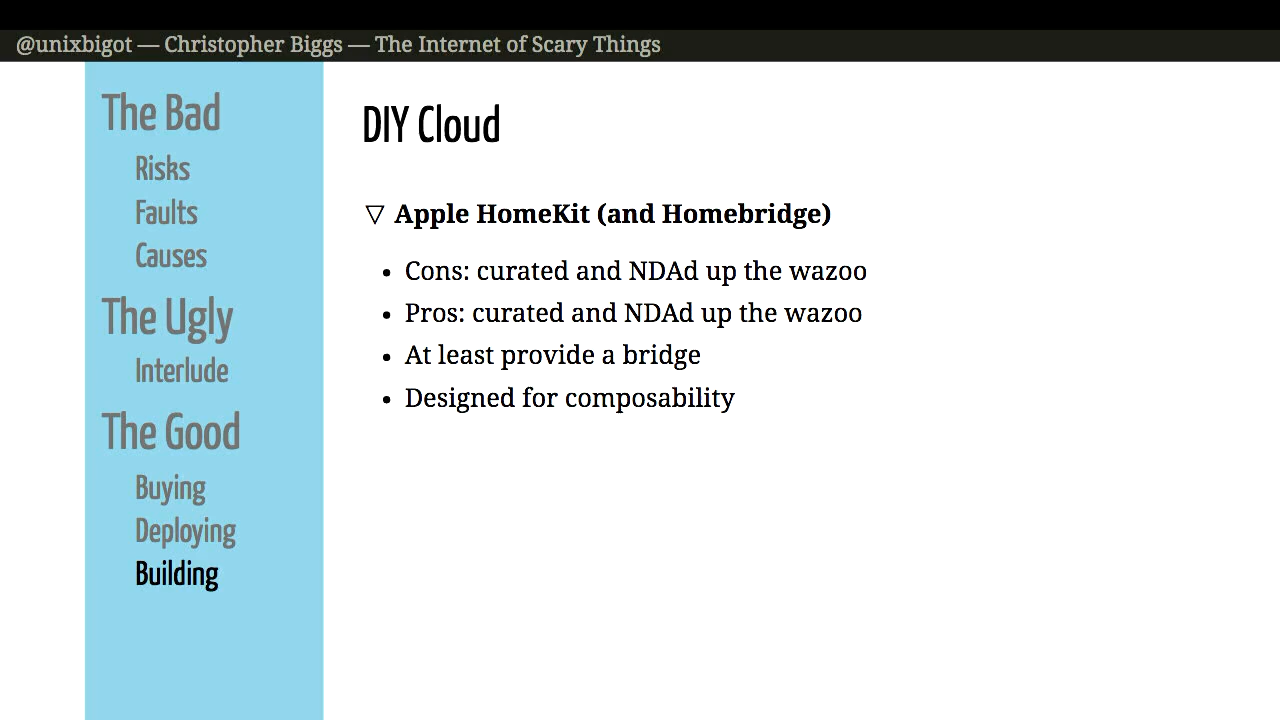 @unixbigot — Christopher Biggs — The Internet of Scary Things
The Bad
Risks
Faults
Causes
The Ugly
Interlude
The Good
Buying
Deploying
Building
DIY Cloud
▽ Apple HomeKit (and Homebridge)
• Cons: curated and NDAd up the wazoo
• Pros: curated and NDAd up the wazoo
• At least provide a bridge
• Designed for composability